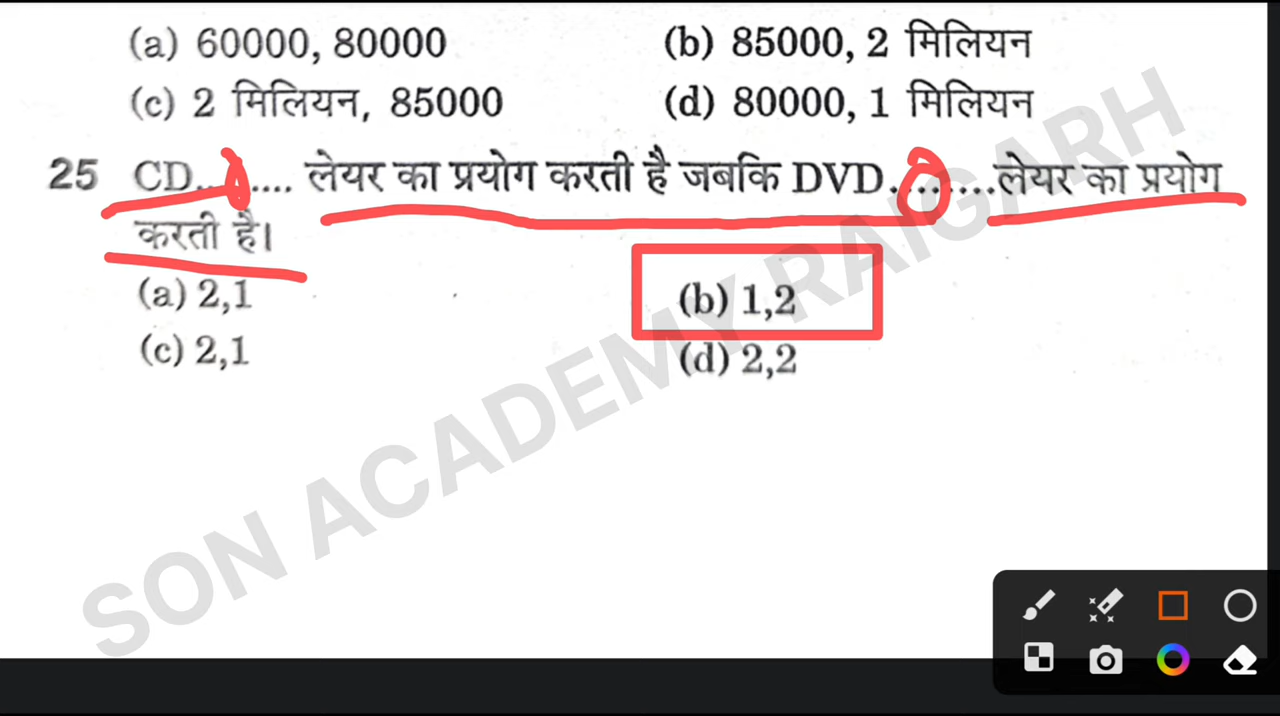 (a) 60000, 80000 (b) 85000, 2 मिलियन
(c) 2 मिलियन, 85000 (d) 80000, 1 मिलियन
25 CD........ लेयर का प्रयोग करती है जबकि DVD........लेयर का प्रयोग
करती है।
(a) 2,1 (b) 1,2
(c) 2,1 (d) 2,2
SON ACADEMY RAIGARH